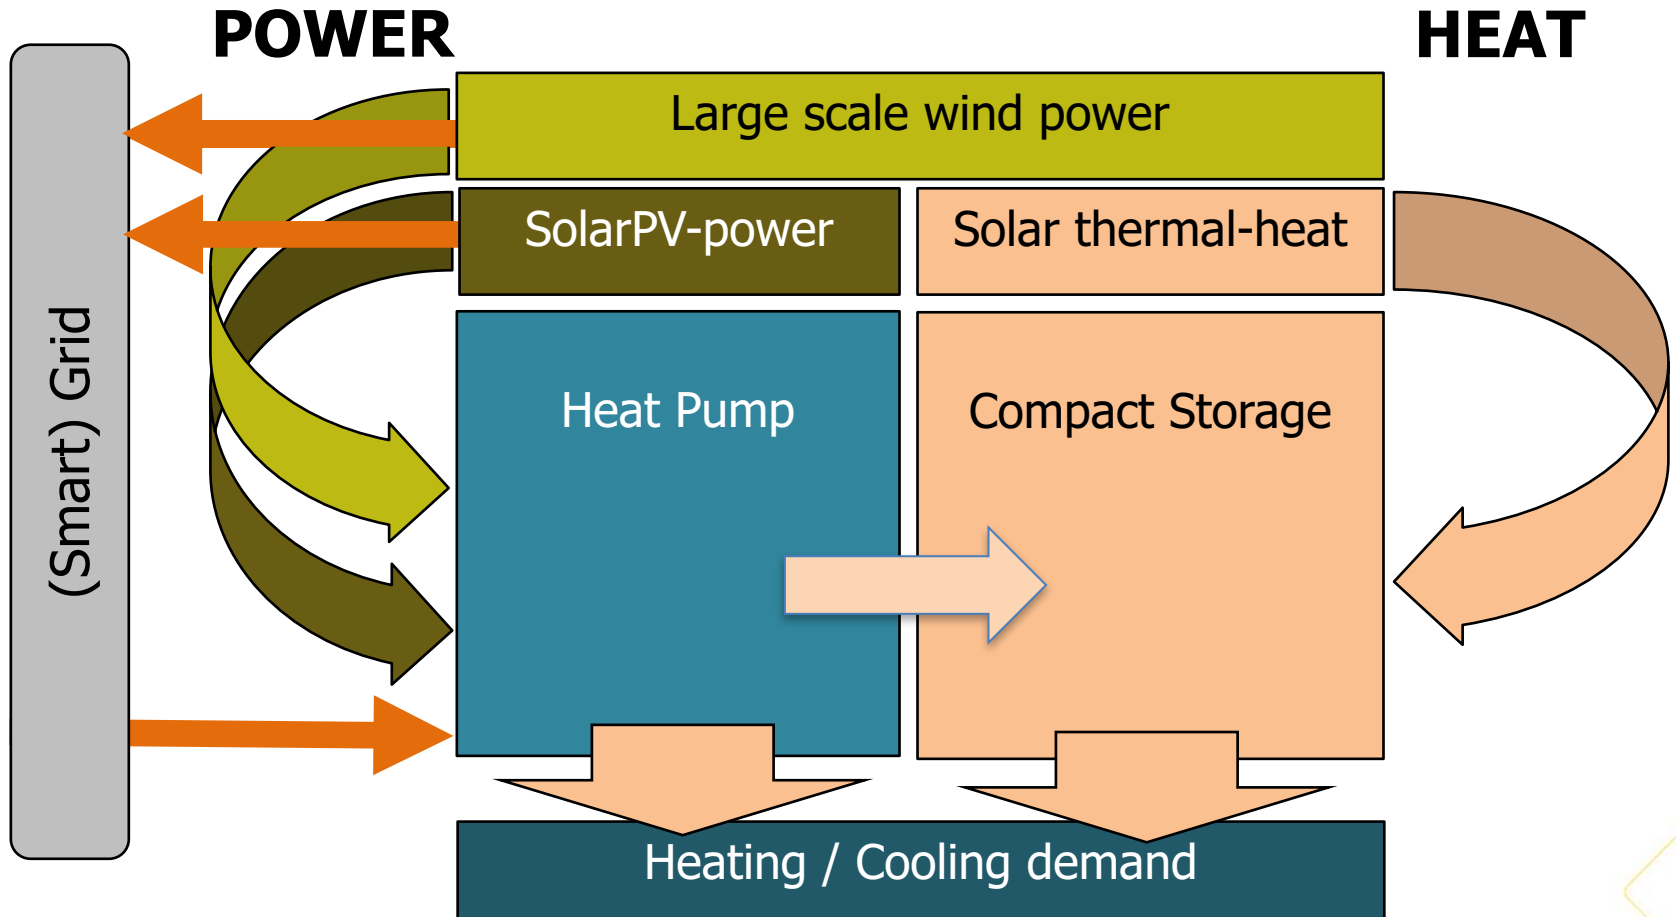 POWER
HEAT
Large scale wind power
SolarPV-power
Solar thermal-heat
(Smart) Grid
Heat Pump
Compact Storage
Heating / Cooling demand